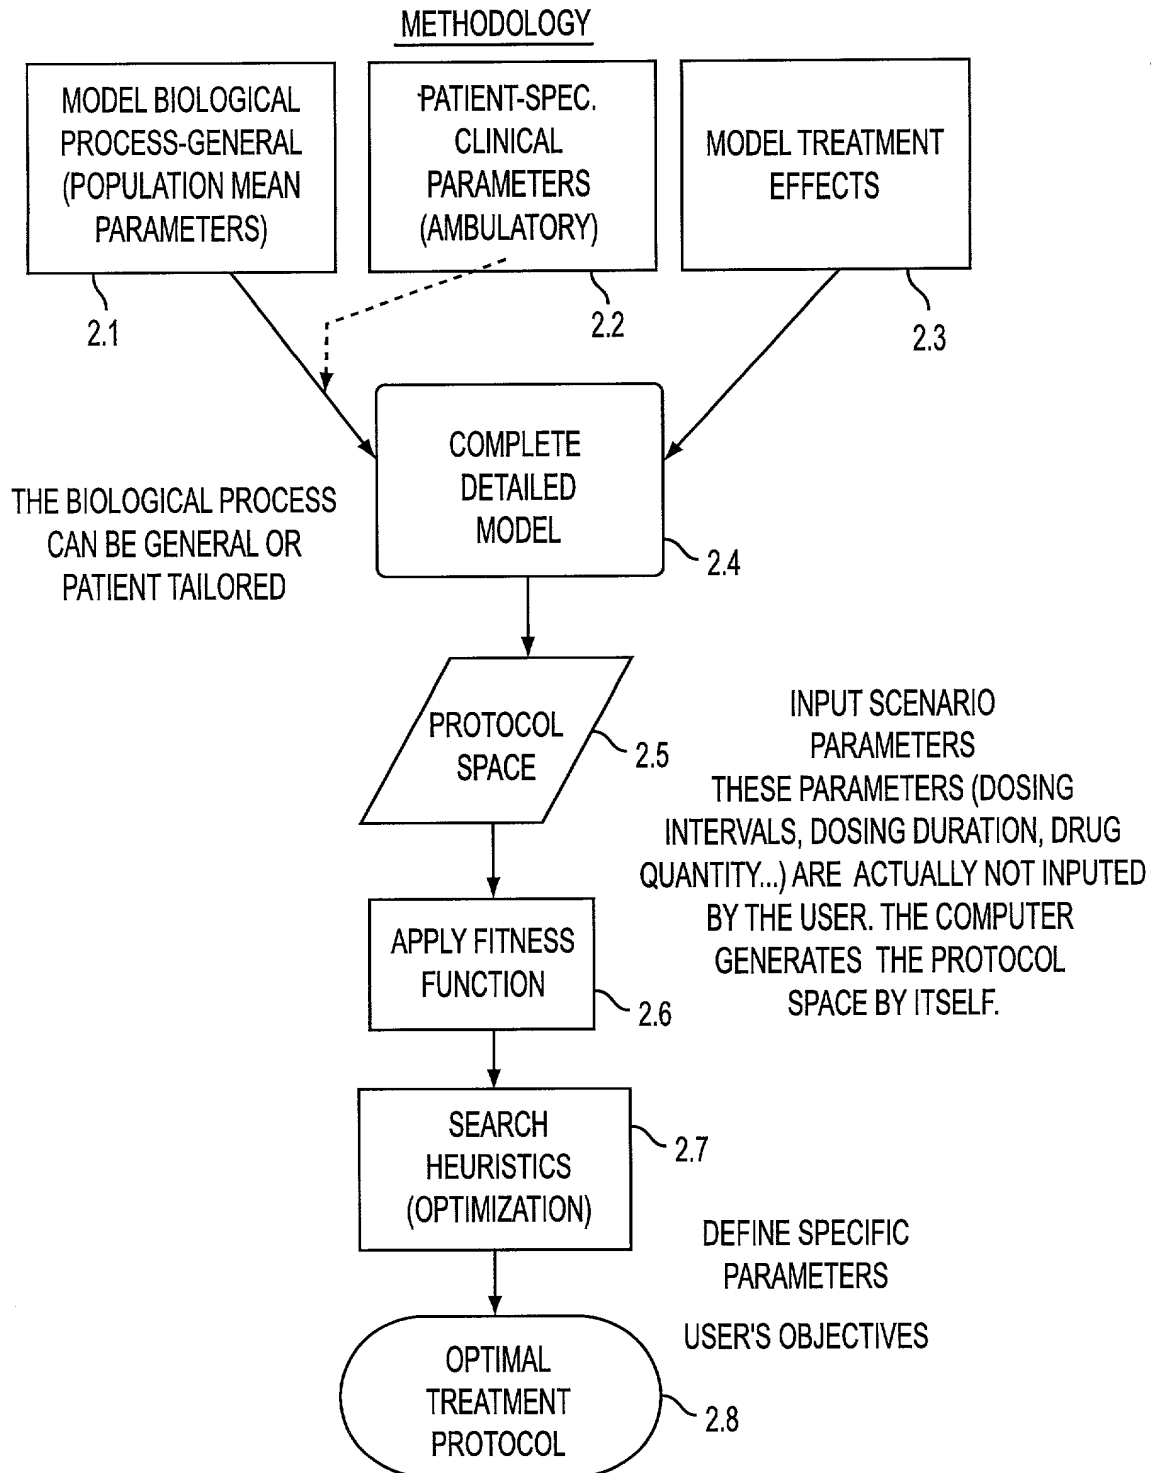 METHODOLOGY
MODEL BIOLOGICAL
PROCESS-GENERAL
(POPULATION MEAN
PARAMETERS)
2.1
PATIENT-SPEC.
CLINICAL
PARAMETERS
(AMBULATORY)
2.2
MODEL TREATMENT
EFFECTS
2.3
COMPLETE
DETAILED
MODEL
2.4
THE BIOLOGICAL PROCESS
CAN BE GENERAL OR
PATIENT TAILORED
PROTOCOL
SPACE
2.5
INPUT SCENARIO
PARAMETERS
THESE PARAMETERS (DOSING
INTERVALS, DOSING DURATION, DRUG
QUANTITY...) ARE ACTUALLY NOT INPUTED
BY THE USER. THE COMPUTER
GENERATES THE PROTOCOL
SPACE BY ITSELF.
APPLY FITNESS
FUNCTION
2.6
SEARCH
HEURISTICS
(OPTIMIZATION)
2.7
DEFINE SPECIFIC
PARAMETERS
USER'S OBJECTIVES
OPTIMAL
TREATMENT
PROTOCOL
2.8